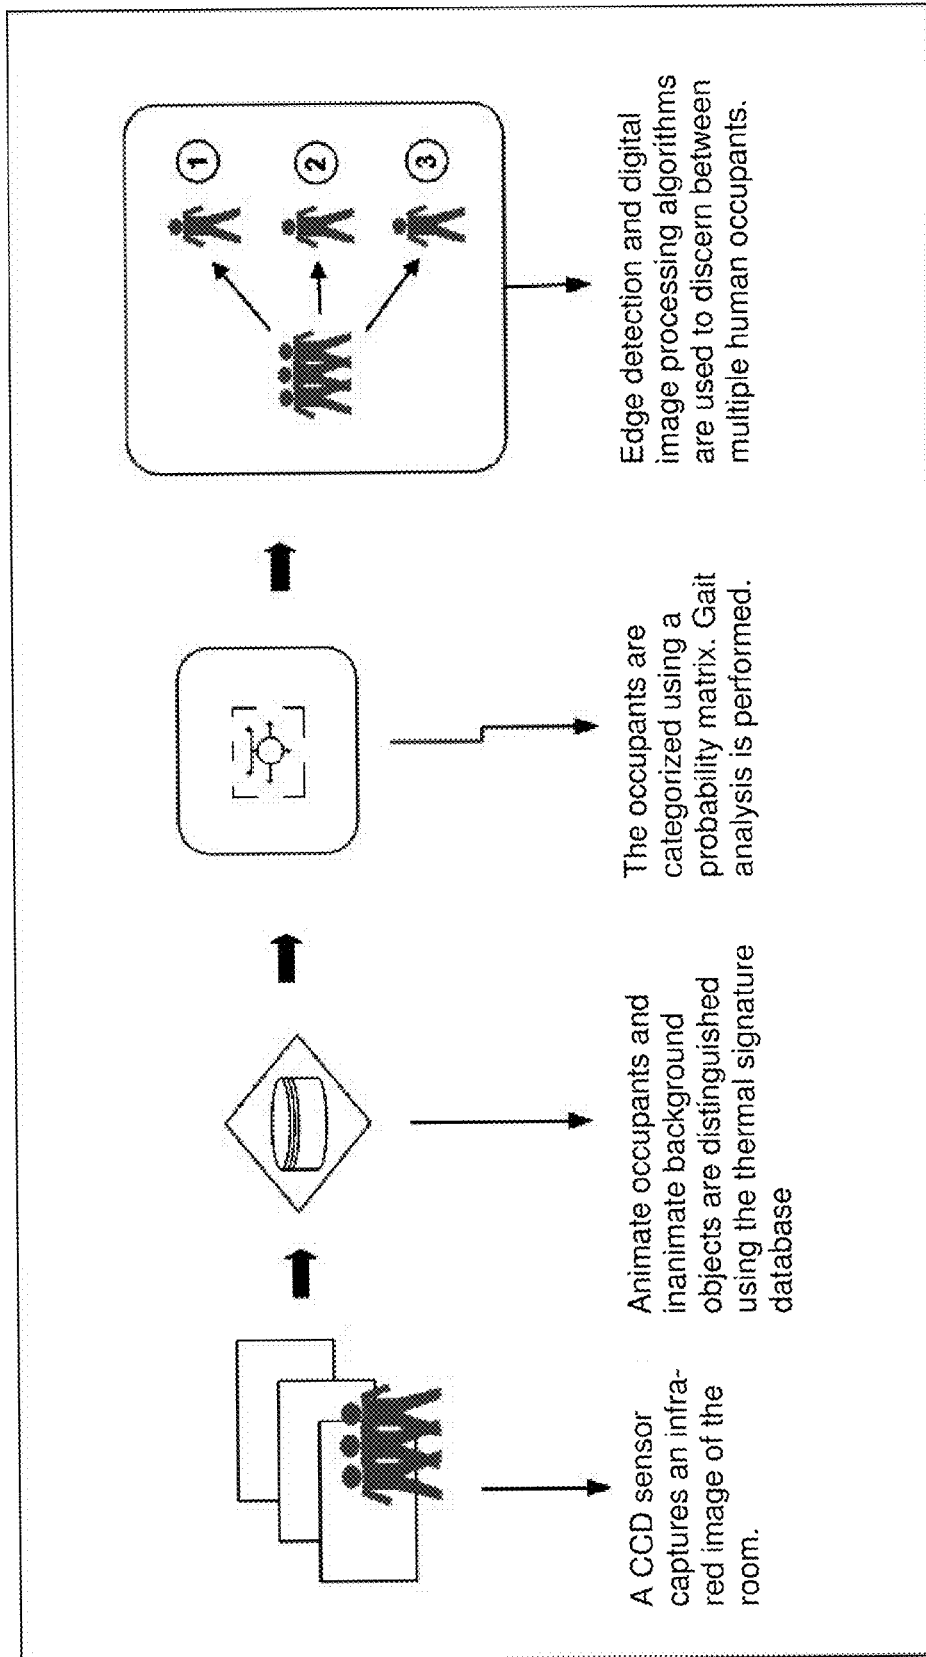 1
2
3
A CCD sensor
captures an infra-
red image of the
room.
Animate occupants and
inanimate background
objects are distinguished
using the thermal signature
database
The occupants are
categorized using a
probability matrix. Gait
analysis is performed.
Edge detection and digital
image processing algorithms
are used to discern between
multiple human occupants.